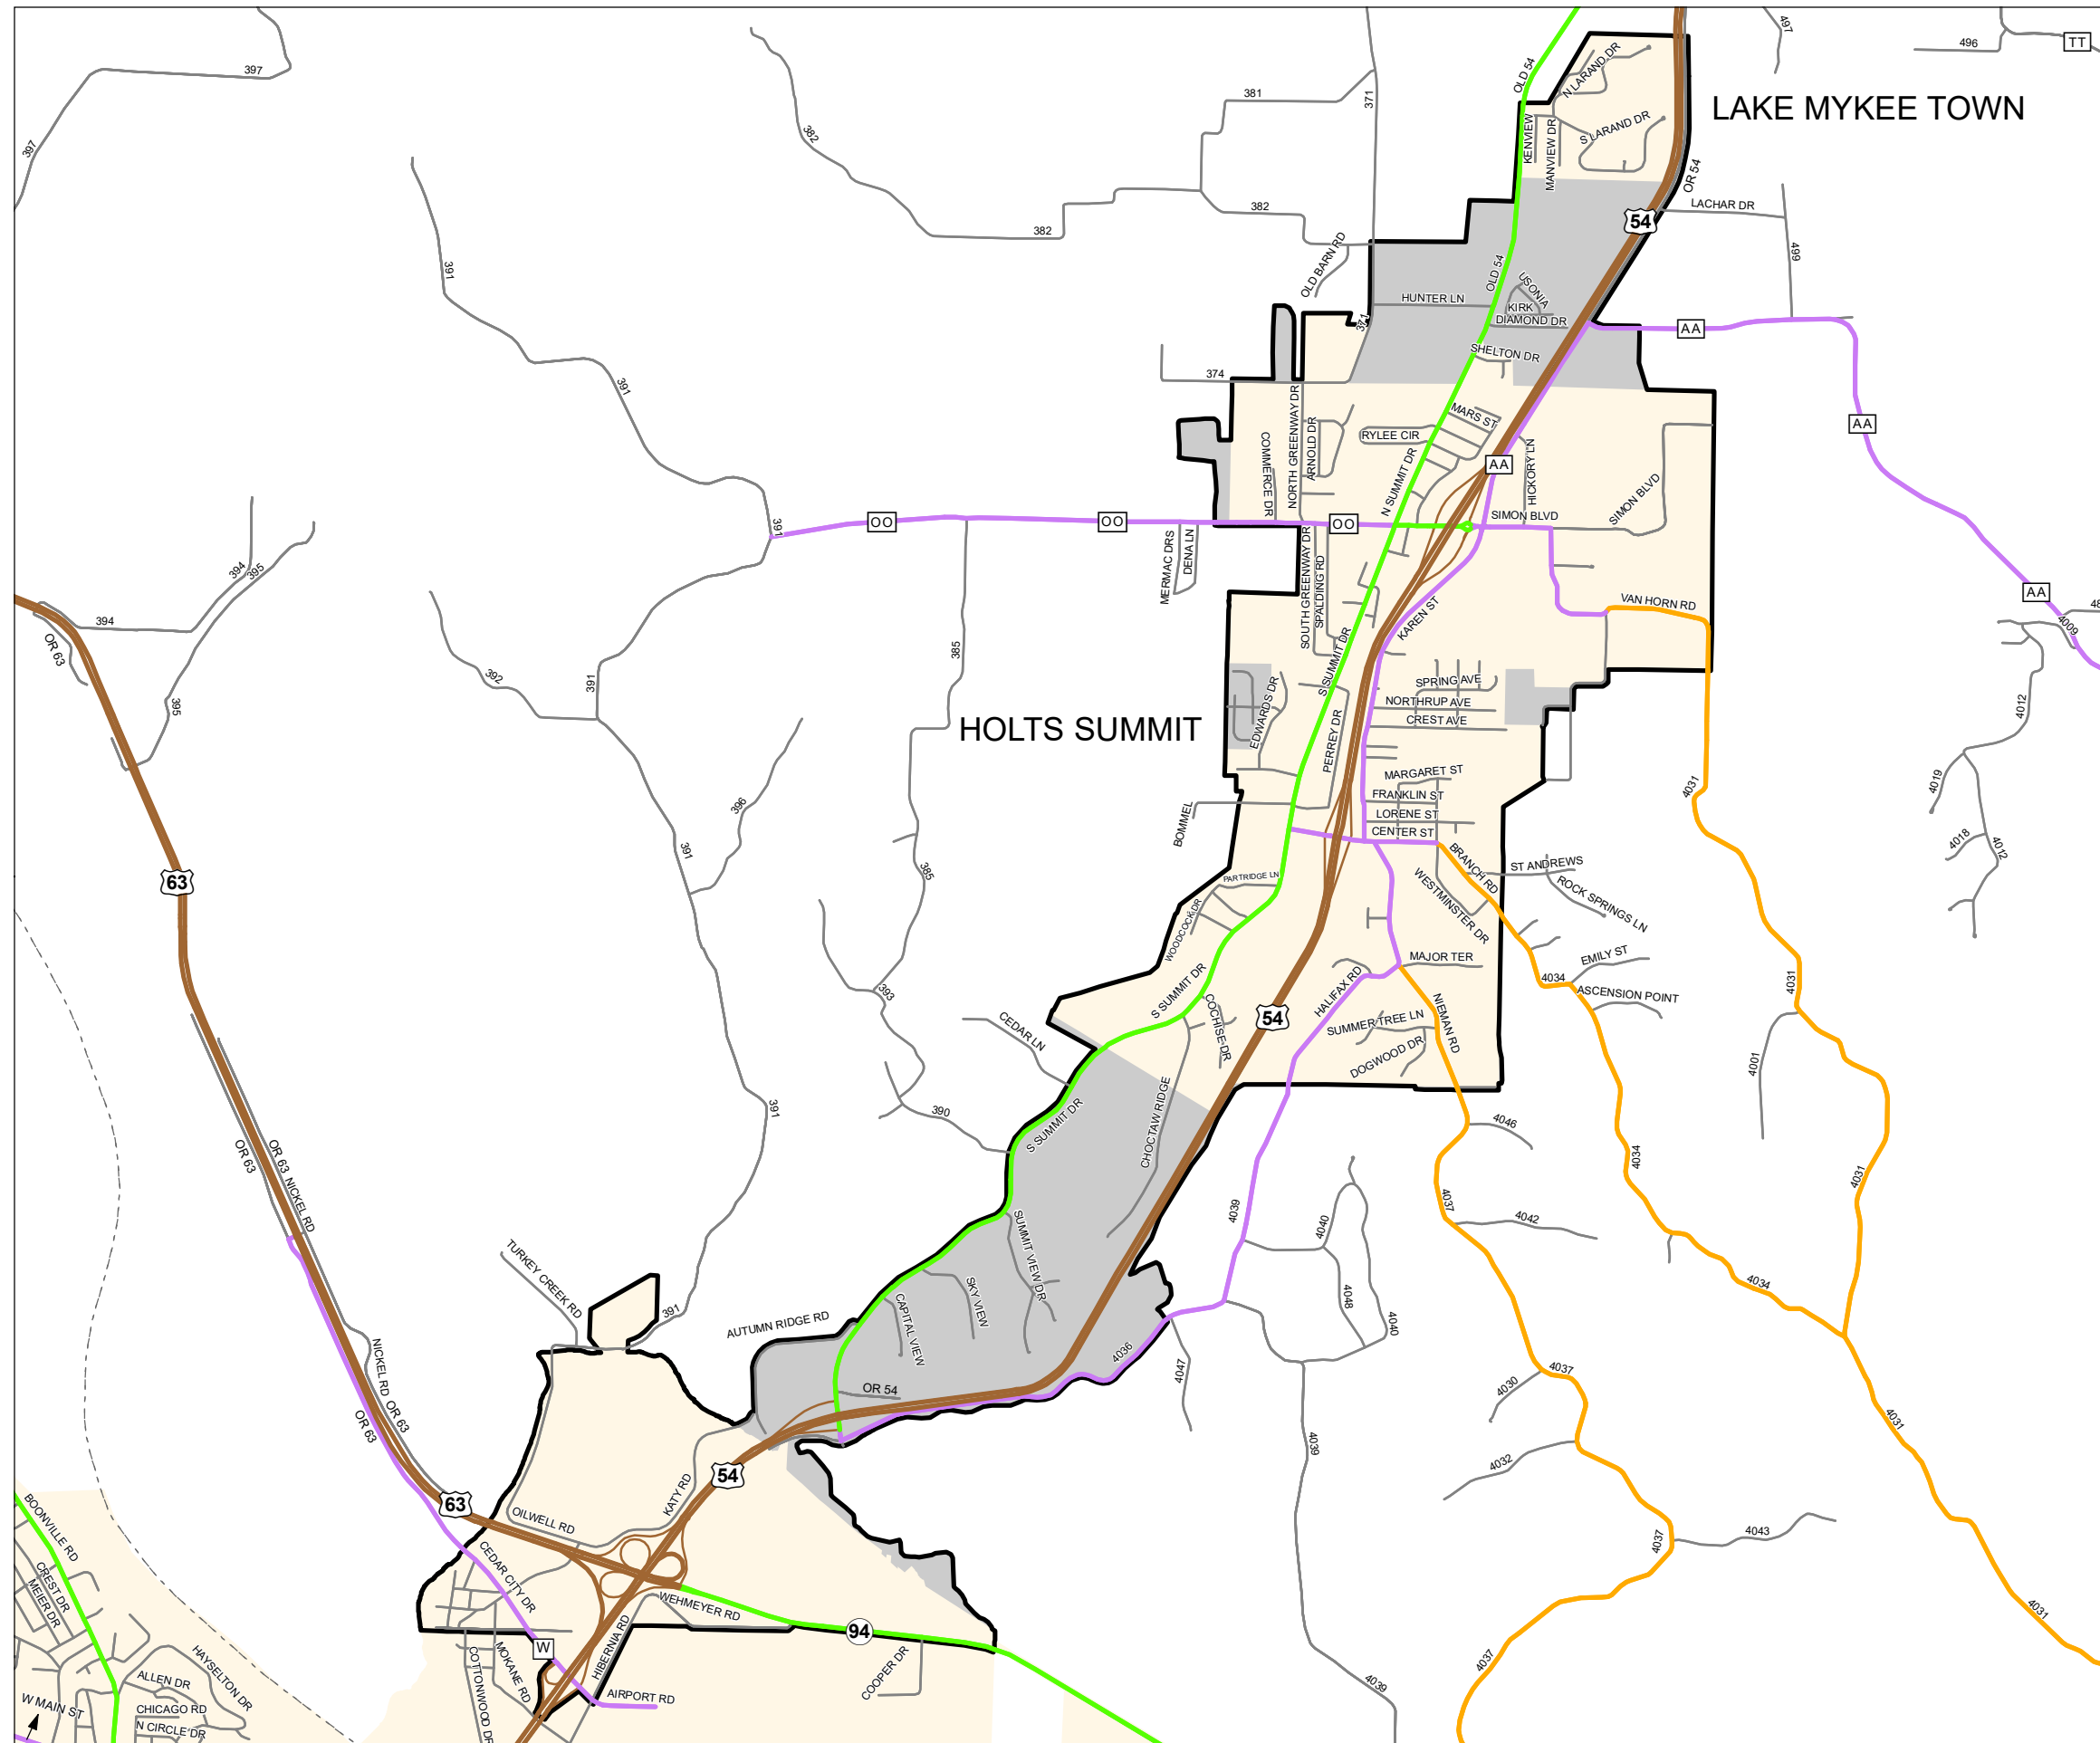 497
496
TT
397
OLD 54
N LARAND DR
381
371
LAKE MYKEE TOWN
397
382
KENVIEW
MANVIEW DR
S LARAND DR
OR 54
382
LACHAR DR
54
382
OLD BARN RD
499
391
OLD 54
USONIA
HUNTER LN
KIRK
DIAMOND DR
371
AA
SHELTON DR
374
391
NORTH GREENWAY DR
MARS ST
AA
COMMERCE DR
ARNOLD DR
RYLEE CIR
N SUMMIT DR
AA
HICKORY LN
SIMON BLVD
391
OO
OO
OO
SIMON BLVD
MERMAC DRS
DENA LN
SOUTH GREENWAY DR
SPALDING RD
394
395
AA
VAN HORN RD
48
394
KAREN ST
4009
OR 63
385
S SUMMIT DR
392
391
SPRING AVE
395
EDWARDS DR
NORTHRUP AVE
4012
CREST AVE
HOLTS SUMMIT
PERREY DR
MARGARET ST
4031
4019
FRANKLIN ST
396
BOMMEL
LORENE ST
CENTER ST
4018
4012
391
385
BRANCH RD
ST ANDREWS
63
PARTRIDGE LN
WESTMINSTER DR
ROCK SPRINGS LN
WOODCOCK DR
MAJOR TER
EMILY ST
4034
4031
393
S SUMMIT DR
HALIFAX RD
ASCENSION POINT
COCHISE DR
54
NIEMAN RD
CEDAR LN
SUMMER TREE LN
DOGWOOD DR
4001
391
390
S SUMMIT DR
CHOCTAW RIDGE
4046
OR 63
OR 63
4034
4031
NICKEL RD
4037
4039
4040
4042
SUMMIT VIEW DR
TURKEY CREEK RD
4034
SKY VIEW
4048
391
AUTUMN RIDGE RD
CAPITAL VIEW
4040
4036
NICKEL RD
4047
4037
OR 54
4030
OR 63
OR 63
4031
4039
4032
54
KATY RD
63
OILWELL RD
BOONVILLE RD
4043
4037
CEDAR CITY DR
CREST DR
MEIER DR
WEHMEYER RD
4031
94
HIBERNIA RD
W
COTTONWOOD DR
MOKANE RD
HAYSELTON DR
COOPER DR
4037
ALLEN DR
4039
AIRPORT RD
W MAIN ST
CHICAGO RD
N CIRCLE DR